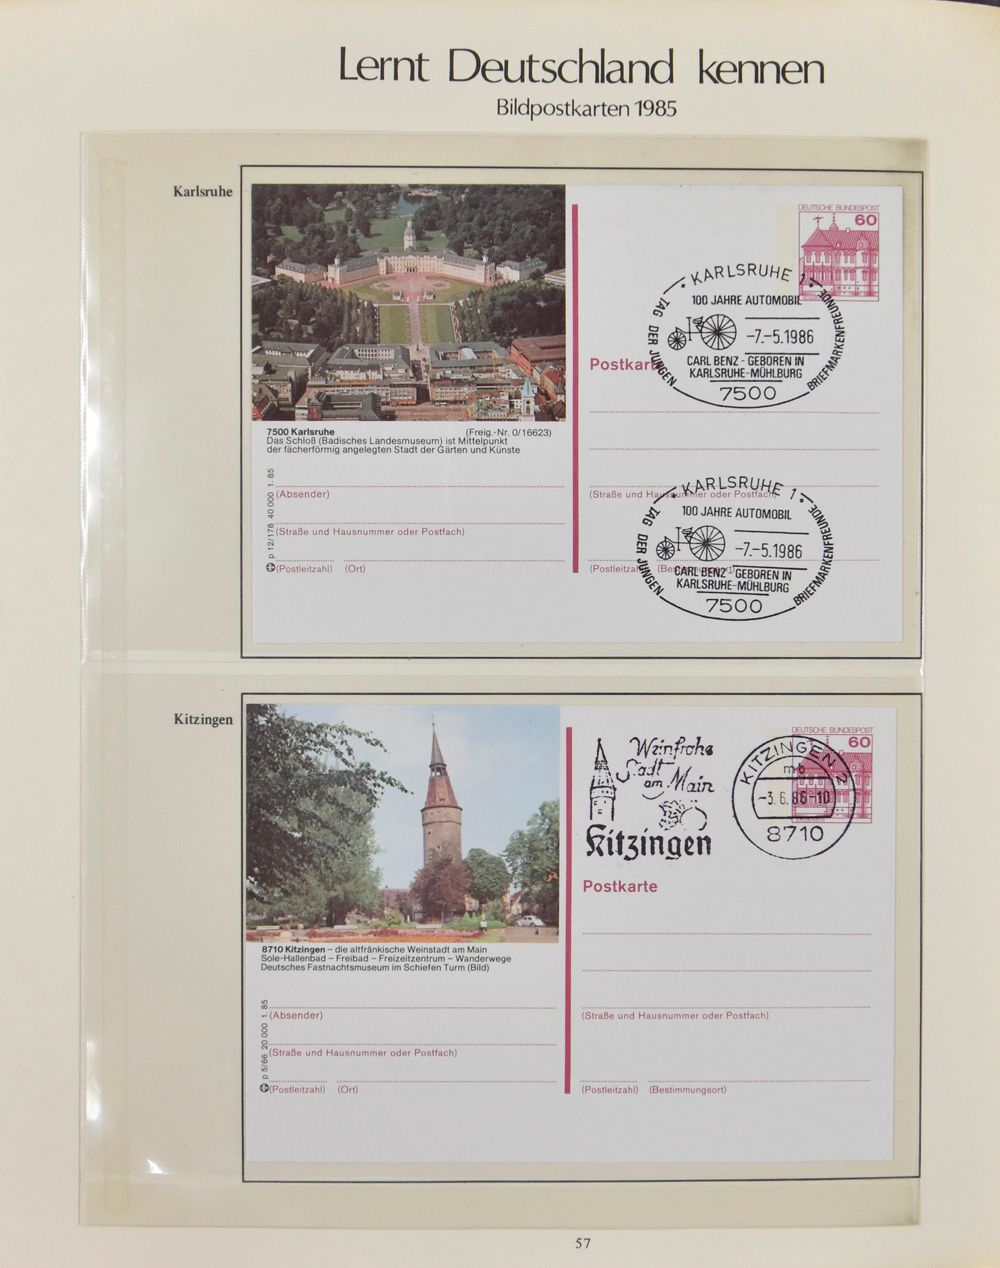 Lernt Deutschland kennen
Bildpostkarten 1985
Karlsruhe
7500 Karlsruhe (Freig.-Nr. 0/16623)
Das Schloß (Badisches Landesmuseum) ist Mittelpunkt
der fächerförmig angelegten Stadt der Gärten und Künste
p 12/178 40 000 1. 85
(Absender)
(Straße und Hausnummer oder Postfach)
(Postleitzahl) (Ort)
DEUTSCHE BUNDESPOST
60
Postkarte
KARLSRUHE 1
100 JAHRE AUTOMOBIL
-7.-5.1986
CARL BENZ - GEBOREN IN
KARLSRUHE-MÜHLBURG
7500
TAG DER JUNGEN BRIEFMARKENFREUNDE
(Straße und Hausnummer oder Postfach)
(Postleitzahl) (Bestimmungsort)
KARLSRUHE 1
100 JAHRE AUTOMOBIL
-7.-5.1986
CARL BENZ - GEBOREN IN
KARLSRUHE-MÜHLBURG
7500
TAG DER JUNGEN BRIEFMARKENFREUNDE
Kitzingen
8710 Kitzingen – die altfränkische Weinstadt am Main
Sole-Hallenbad – Freibad – Freizeitzentrum – Wanderwege
Deutsches Fastnachtsmuseum im Schiefen Turm (Bild)
p 5/66 20 000 1. 85
(Absender)
(Straße und Hausnummer oder Postfach)
(Postleitzahl) (Ort)
Weinfrohe
Stadt
am Main
Kitzingen
DEUTSCHE BUNDESPOST
60
KITZINGEN 2
mb
-3.6.86-10
8710
Postkarte
(Straße und Hausnummer oder Postfach)
(Postleitzahl) (Bestimmungsort)
57